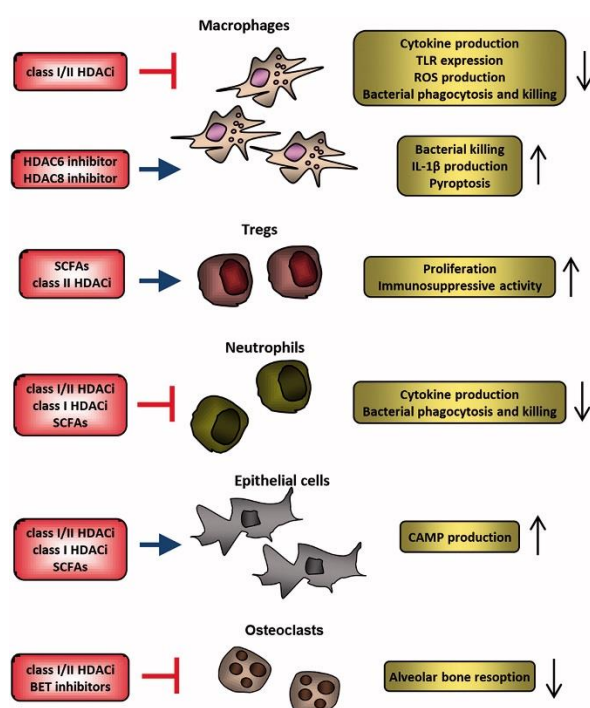 Macrophages
class I/II HDACi
Cytokine production
TLR expression
ROS production
Bacterial phagocytosis and killing
HDAC6 inhibitor
HDAC8 inhibitor
Bacterial killing
IL-1β production
Pyroptosis
Tregs
SCFAs
class II HDACi
Proliferation
Immunosuppressive activity
Neutrophils
class I/II HDACi
class I HDACi
SCFAs
Cytokine production
Bacterial phagocytosis and killing
Epithelial cells
class I/II HDACi
class I HDACi
SCFAs
CAMP production
Osteoclasts
class I/II HDACi
BET inhibitors
Alveolar bone resoption